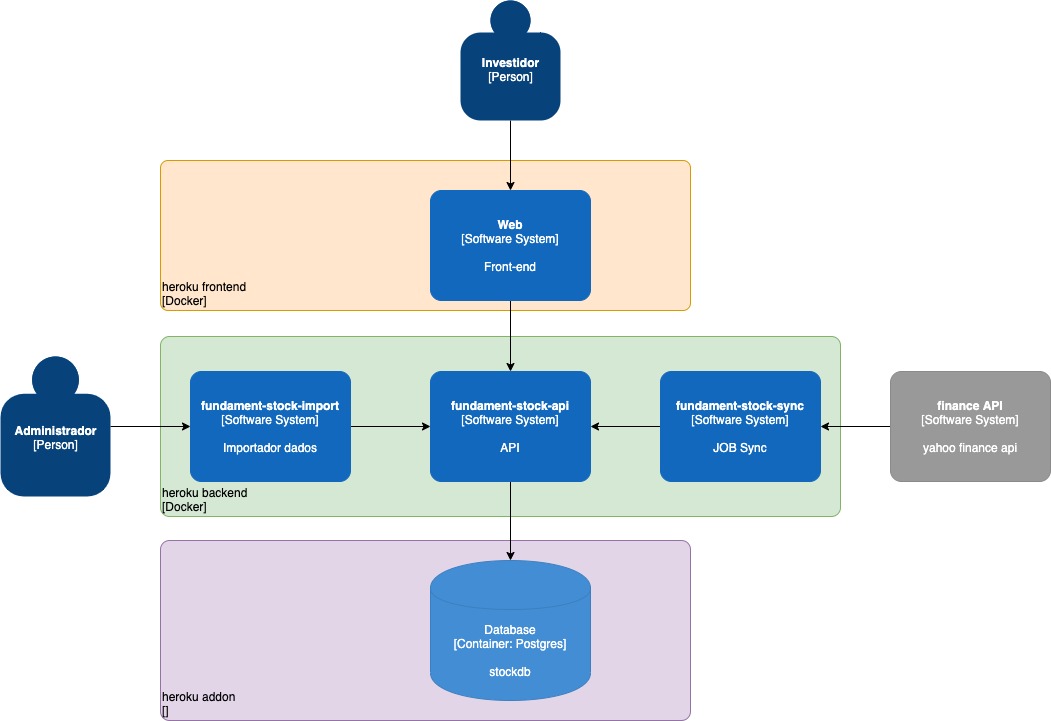 Investidor
[Person]
Web
[Software System]
Front-end
heroku frontend
[Docker]
Administrador
[Person]
fundament-stock-import
[Software System]
Importador dados
fundament-stock-api
[Software System]
API
fundament-stock-sync
[Software System]
JOB Sync
finance API
[Software System]
yahoo finance api
heroku backend
[Docker]
Database
[Container: Postgres]
stockdb
heroku addon
[]